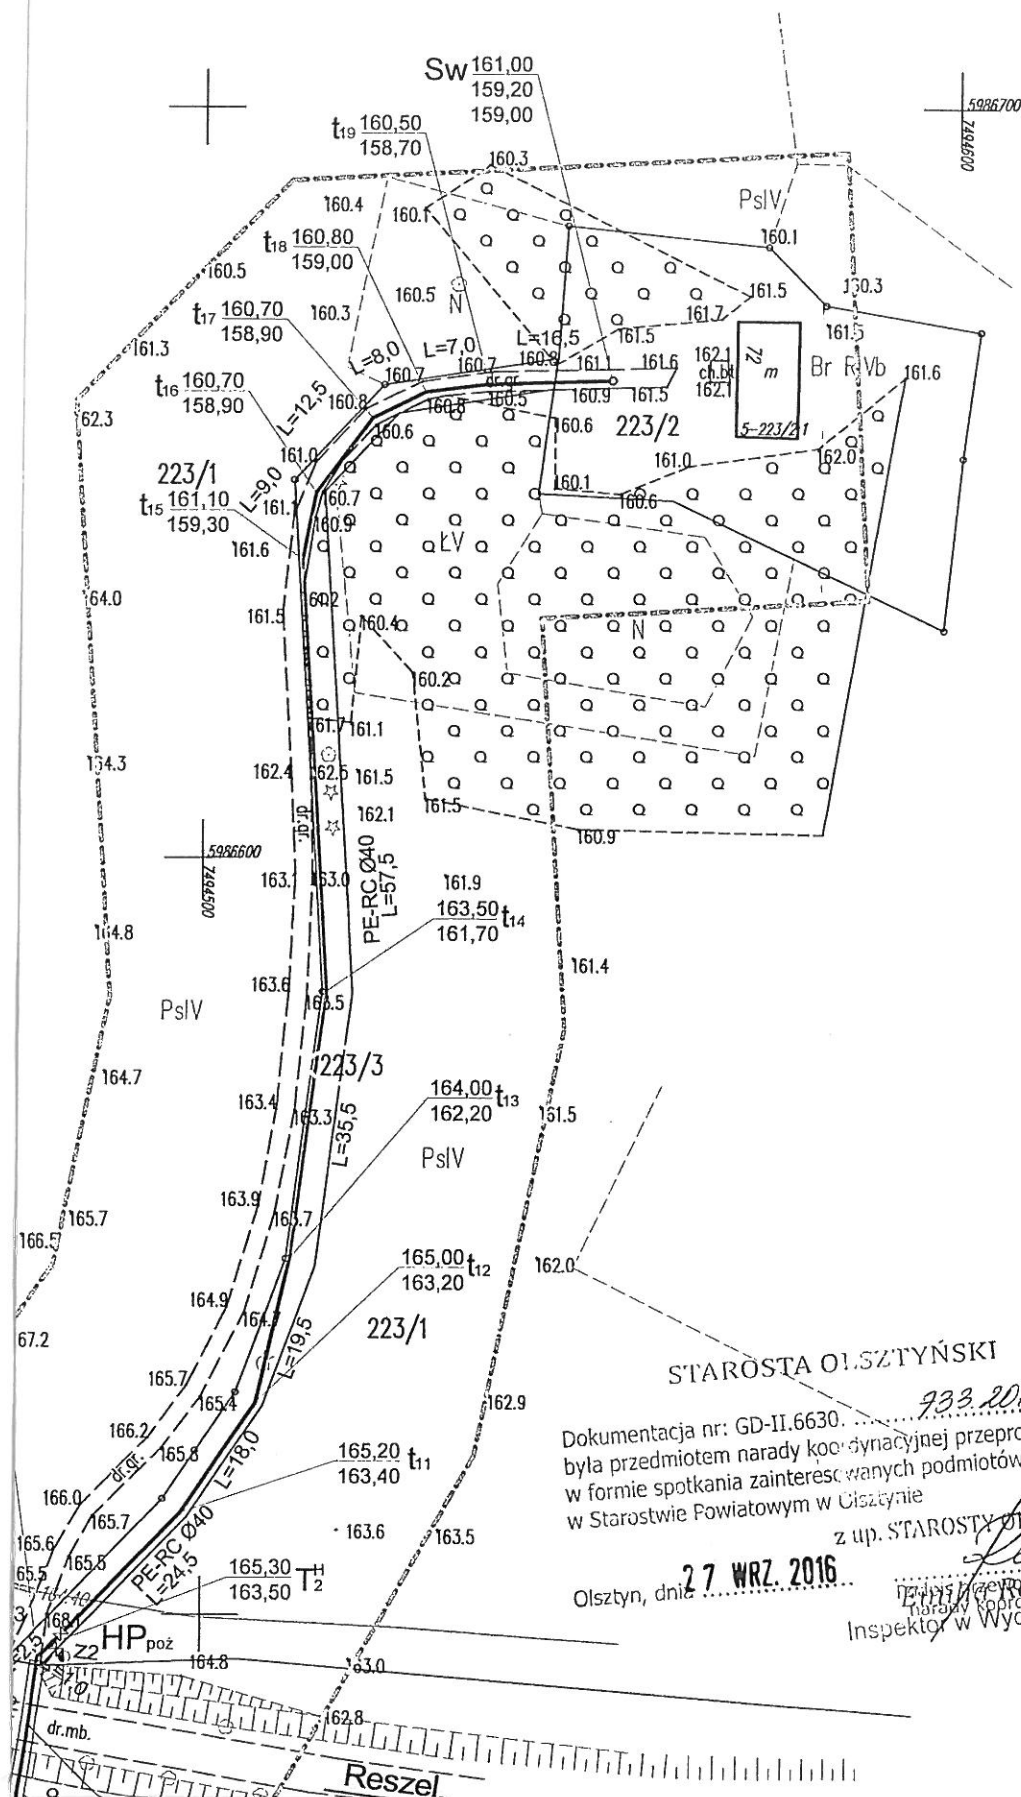 Sw 161,00
159,20
159,00
t19 160,50
158,70
5986700
7494600
160.3
160.4
160.1
PsIV
160.1
t18 160,80
159,00
160.5
160.5
N
160.3
161.5
160.3
t17 160,70
158,90
161.7
161.5
161.5
161.3
L=8,0
L=7,0
L=16,5
160.7
160.7
160.8
161.1
161.6
162.1
ch.bt
162.1
72
m
Br RIVb
161.6
t16 160,70
158,90
L=12,5
160.8
160.8
160.5
160.9
161.5
62.3
160.6
160.6
223/2
5-223/2;1
162.0
161.0
223/1
L=9,0
161.0
160.1
160.6
t15 161,10
159,30
161.1
160.7
160.9
161.6
ŁV
64.0
161.5
160.4
N
160.2
161.7
161.1
164.3
162.4
162.5
161.5
162.1
161.5
160.9
dr.gr.
5986600
7494500
PE-RC Ø40
L=57,5
163.1
163.0
161.9
163,50 t14
161,70
164.8
161.4
163.6
163.5
PsIV
223/3
164.7
164,00 t13
162,20
163.4
163.3
161.5
L=35,5
PsIV
163.9
163.7
165.7
166.5
165,00 t12
163,20
162.0
164.9
164.7
67.2
223/1
L=19,5
165.7
165.4
162.9
166.2
165.8
dr.gr.
L=18,0
165,20 t11
163,40
166.0
165.7
163.6
163.5
165.6
165.5
65.5
PE-RC Ø40
L=24,5
165,30 T2H
163,50
168.1
z2 HPpoż
164.8
163.0
162.8
dr.mb.
Reszel
STAROSTA OLSZTYŃSKI
Dokumentacja nr: GD-II.6630.
była przedmiotem narady koordynacyjnej
w formie spotkania zainteresowanych podmiotów
w Starostwie Powiatowym w Olsztynie
z up. STAROSTY
Olsztyn, dnia 27 WRZ. 2016
Inspektor w